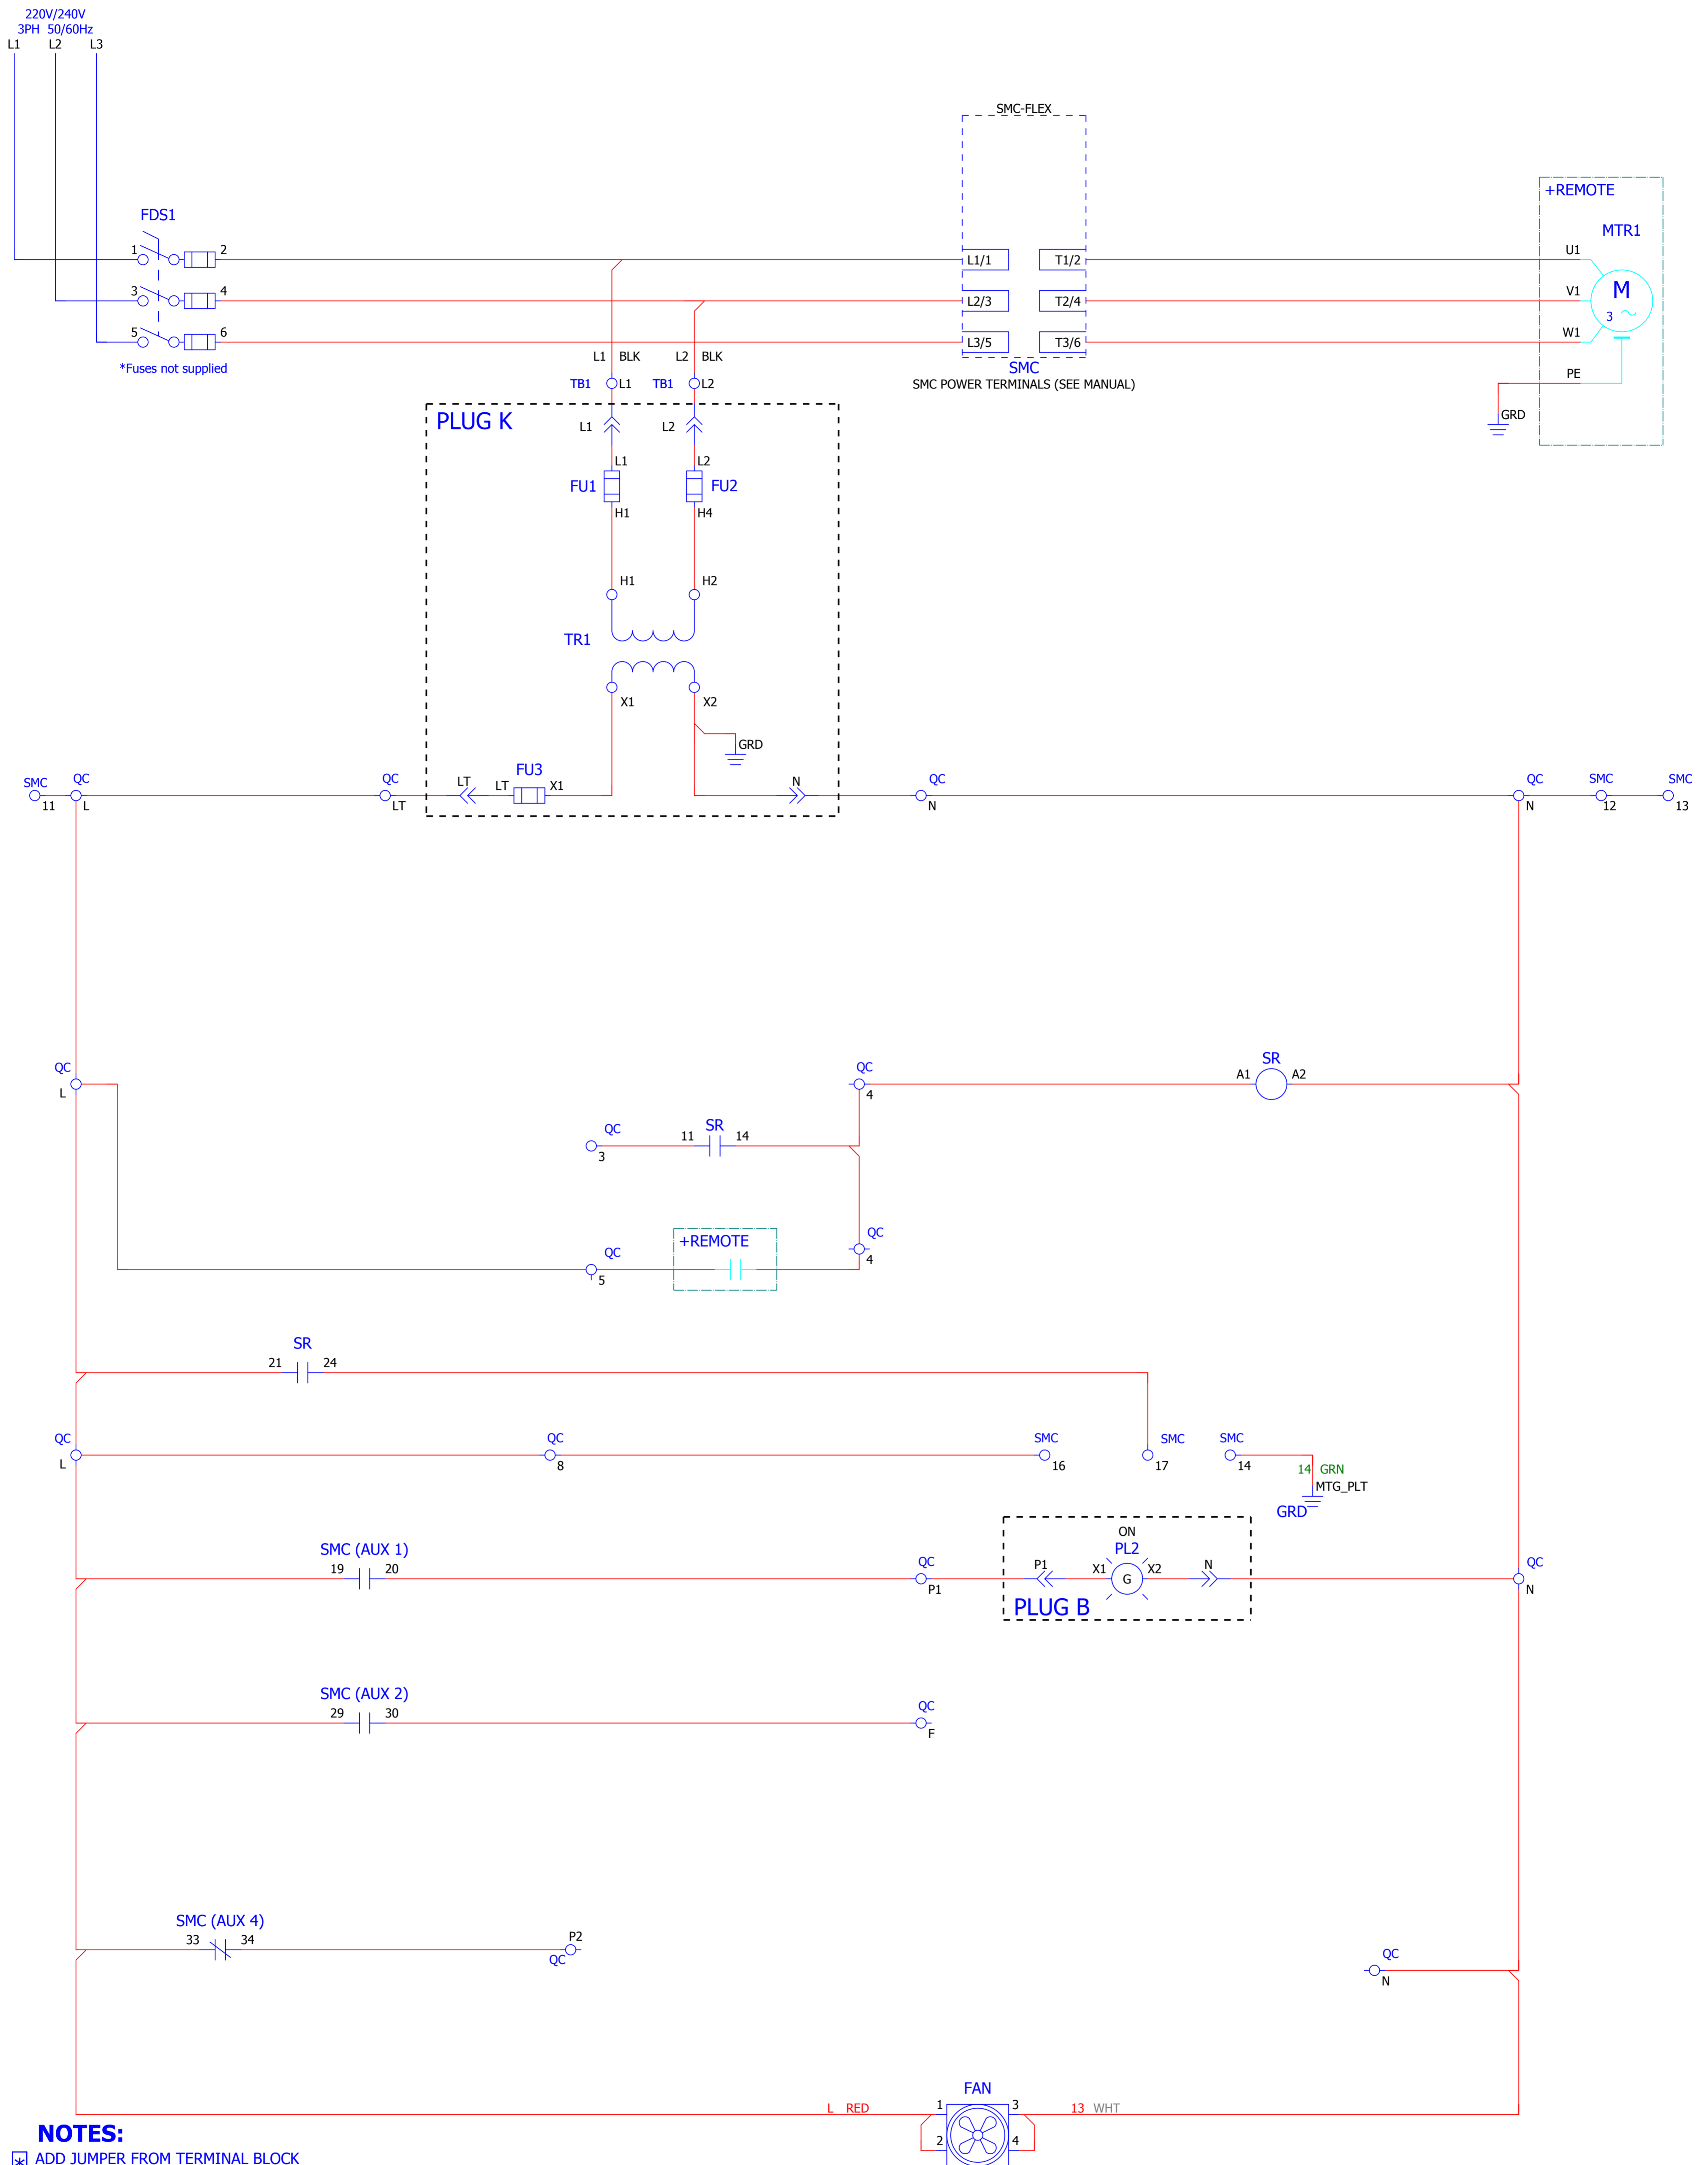 220V/240V
3PH 50/60Hz
L1 L2 L3
SMC-FLEX
+REMOTE
FDS1
MTR1
1 2 L1/1 T1/2 U1
3 4 L2/3 T2/4 V1
M
3
5 6 L3/5 T3/6 W1
L1 BLK L2 BLK
*Fuses not supplied
SMC
SMC POWER TERMINALS (SEE MANUAL)
PE
TB1 L1 TB1 L2
GRD
PLUG K
L1 L2
L1 L2
FU1 FU2
H1 H4
H1 H2
TR1
X1 X2
GRD
FU3
SMC QC QC LT LT X1 N QC QC SMC SMC
11 L LT N N 12 13
QC QC SR
L 4 A1 A2
QC SR
3 11 14
QC +REMOTE QC
5 4
SR
21 24
QC QC SMC SMC SMC
L 8 16 17 14
14 GRN
MTG_PLT
GRD
ON
SMC (AUX 1) PL2
19 20 QC P1 X1 X2 N QC
G
P1 N
PLUG B
SMC (AUX 2)
29 30 QC
F
SMC (AUX 4)
33 34 P2
QC QC
N
FAN
L RED 1 3 13 WHT
2 4
NOTES:
* ADD JUMPER FROM TERMINAL BLOCK